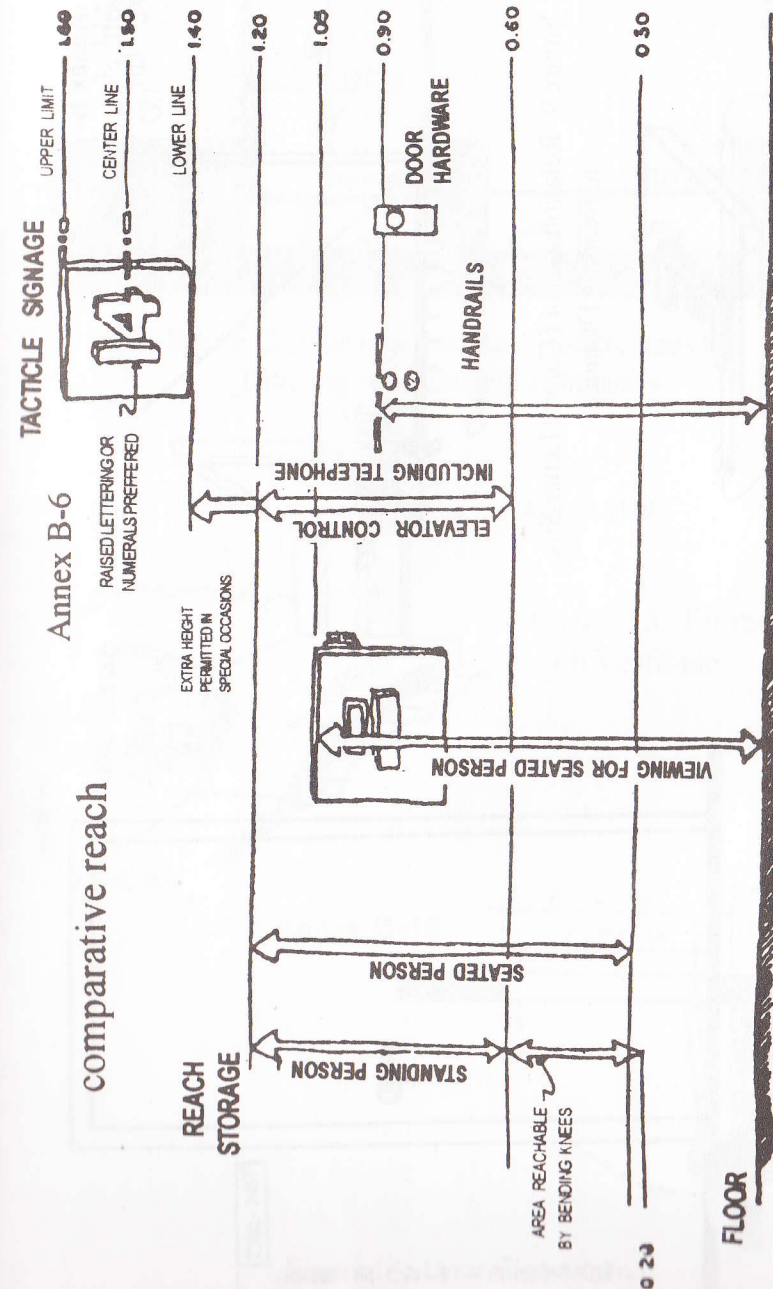 Annex B-6
comparative reach
TACTICLE SIGNAGE
UPPER LIMIT
1.60
CENTER LINE
1.50
LOWER LINE
1.40
14
RAISED LETTERING OR
NUMERALS PREFFERED
EXTRA HEIGHT
PERMITTED IN
SPECIAL OCCASIONS
1.20
1.05
0.90
0.60
0.30
REACH
STORAGE
STANDING PERSON
SEATED PERSON
VIEWING FOR SEATED PERSON
ELEVATOR CONTROL
INCLUDING TELEPHONE
HANDRAILS
DOOR
HARDWARE
AREA REACHABLE
BY BENDING KNEES
FLOOR